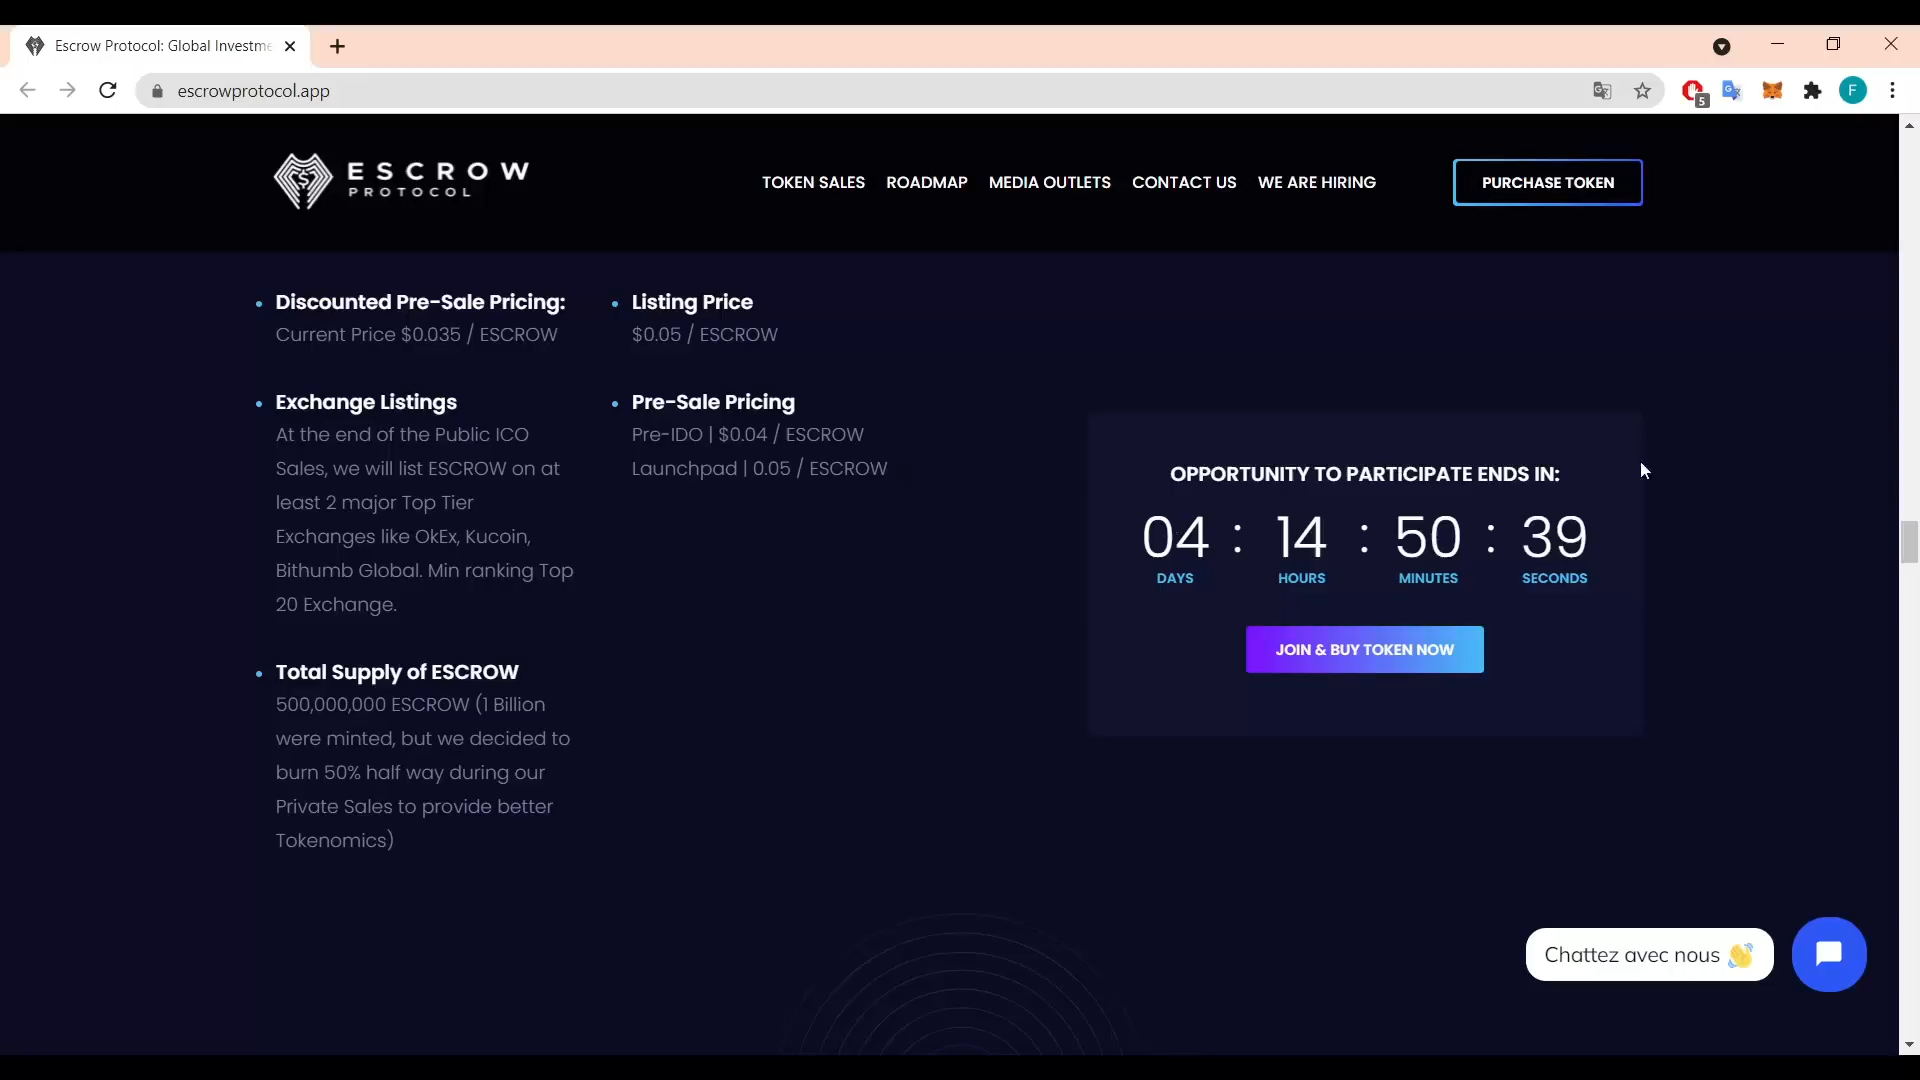 Escrow Protocol: Global Investme
escrowprotocol.app
5
F
ESCROW
PROTOCOL
TOKEN SALES
ROADMAP
MEDIA OUTLETS
CONTACT US
WE ARE HIRING
PURCHASE TOKEN
Discounted Pre-Sale Pricing:
Current Price $0.035 / ESCROW
Listing Price
$0.05 / ESCROW
Exchange Listings
At the end of the Public ICO
Sales, we will list ESCROW on at
least 2 major Top Tier
Exchanges like OkEx, Kucoin,
Bithumb Global. Min ranking Top
20 Exchange.
Pre-Sale Pricing
Pre-IDO | $0.04 / ESCROW
Launchpad | 0.05 / ESCROW
Total Supply of ESCROW
500,000,000 ESCROW (1 Billion
were minted, but we decided to
burn 50% half way during our
Private Sales to provide better
Tokenomics)
OPPORTUNITY TO PARTICIPATE ENDS IN:
04 : 14 : 50 : 39
DAYS HOURS MINUTES SECONDS
JOIN & BUY TOKEN NOW
Chattez avec nous 👋